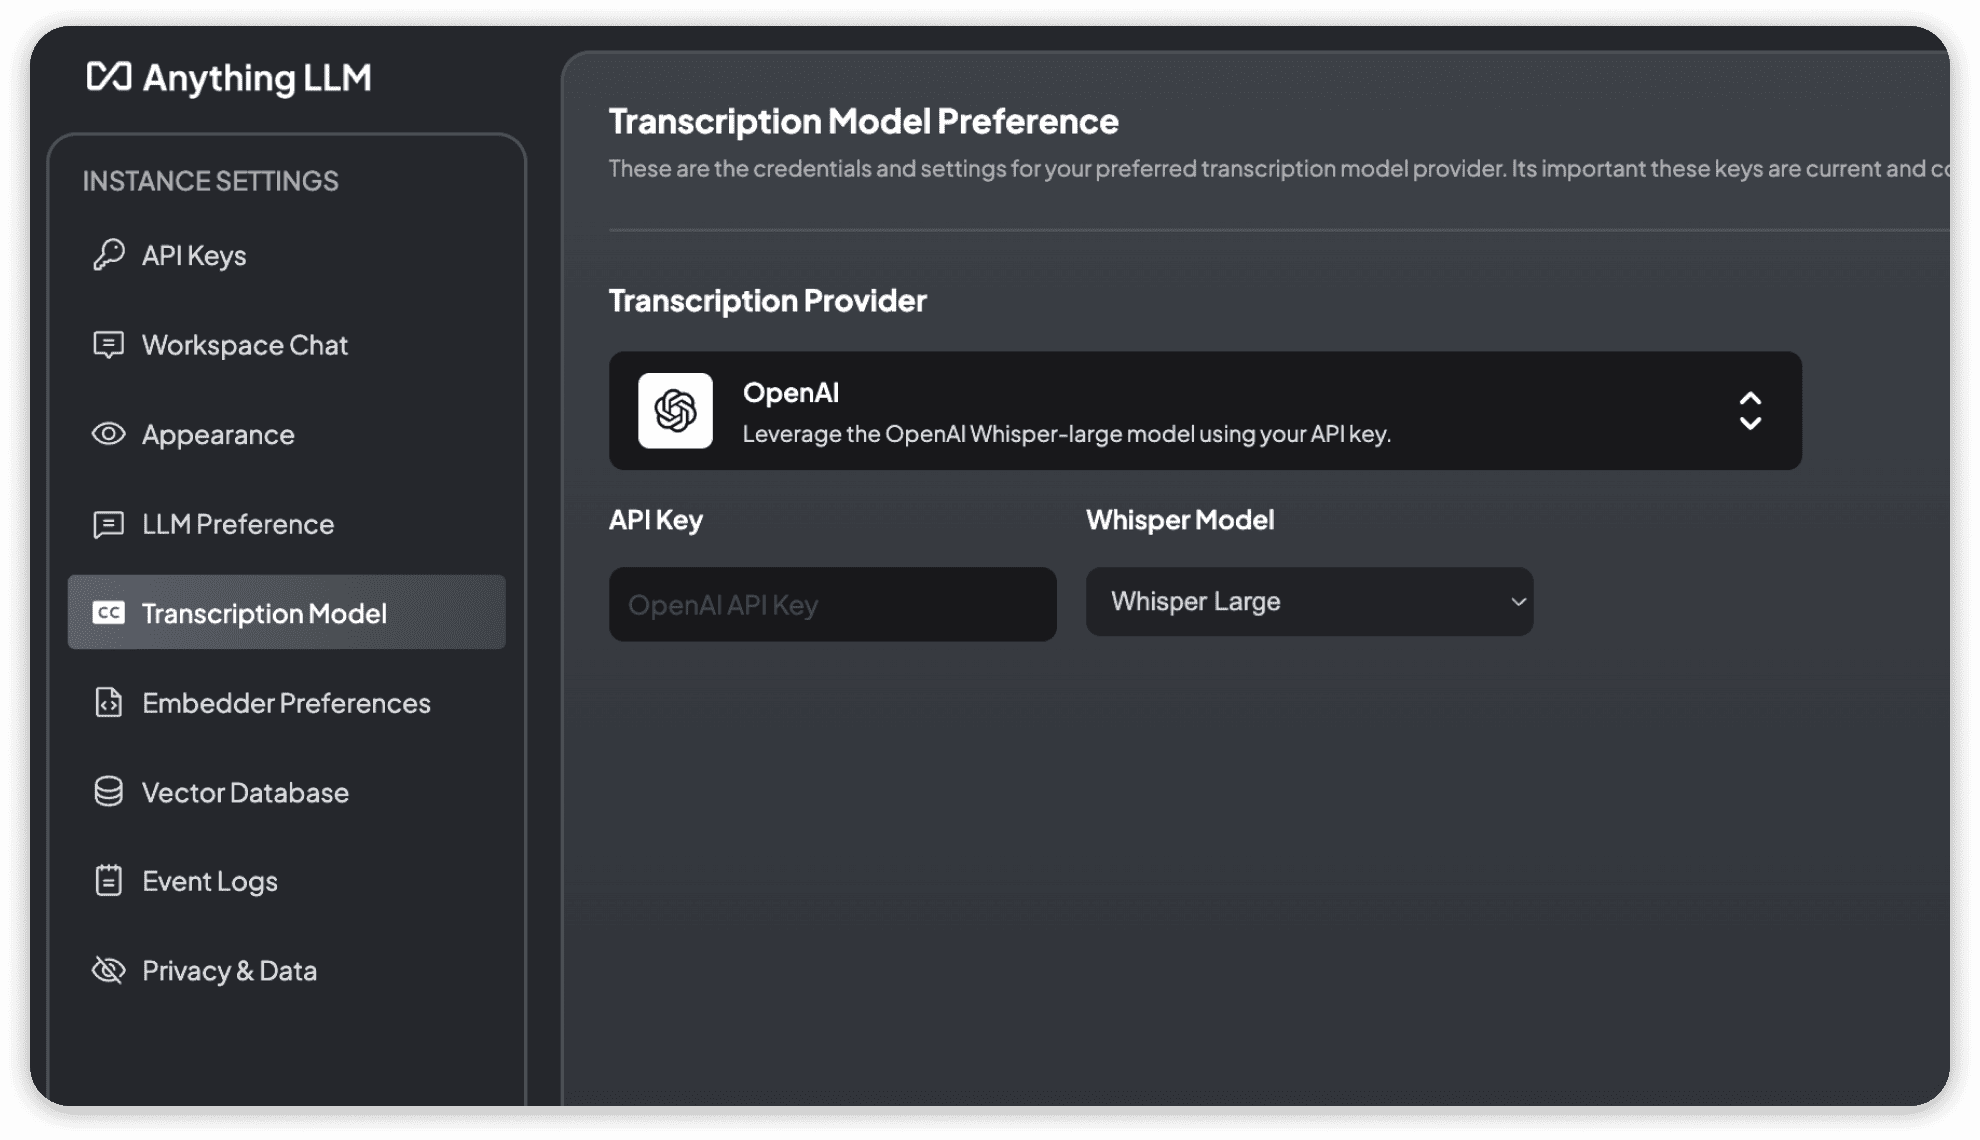 Anything LLM
INSTANCE SETTINGS
API Keys
Workspace Chat
Appearance
LLM Preference
CC Transcription Model
Embedder Preferences
Vector Database
Event Logs
Privacy & Data
Transcription Model Preference
These are the credentials and settings for your preferred transcription model provider. Its important these keys are current and
Transcription Provider
OpenAI
Leverage the OpenAI Whisper-large model using your API key.
API Key
OpenAI API Key
Whisper Model
Whisper Large